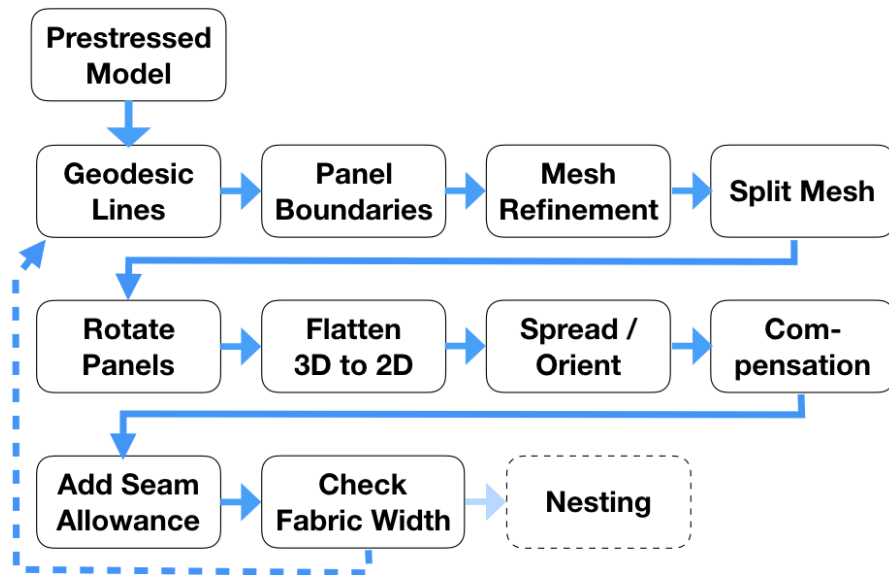 Prestressed
Model
Geodesic
Lines
Panel
Boundaries
Mesh
Refinement
Split Mesh
Rotate
Panels
Flatten
3D to 2D
Spread /
Orient
Com-
pensation
Add Seam
Allowance
Check
Fabric Width
Nesting